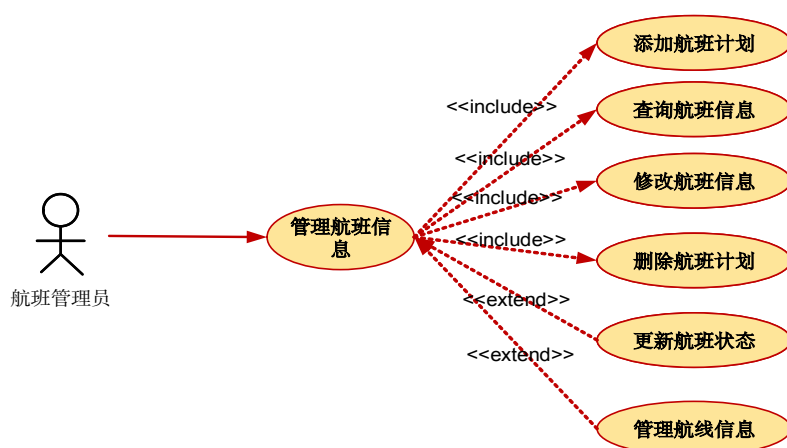 添加航班计划
<<include>>
查询航班信息
<<include>>
修改航班信息
<<include>>
管理航班信
息
<<include>>
删除航班计划
航班管理员
<<extend>>
更新航班状态
<<extend>>
管理航线信息